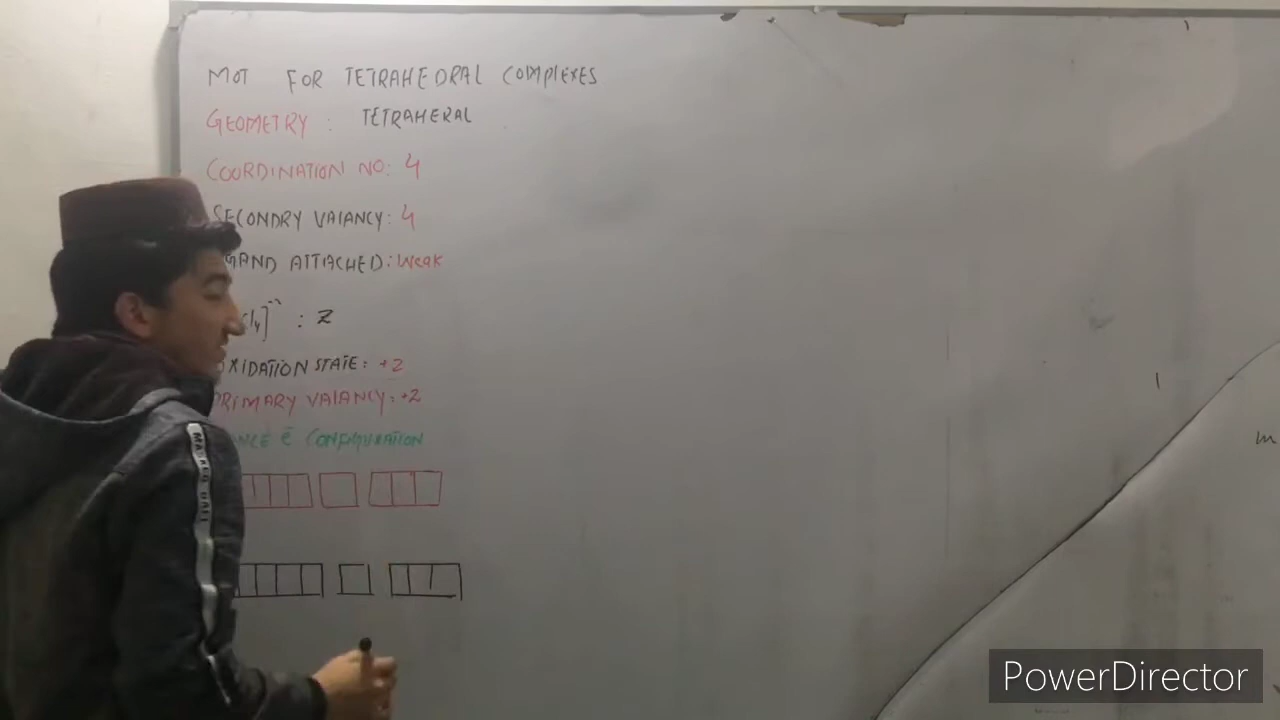 MOT FOR TETRAHEDRAL COMPlEXES
GEOMETRY : TETRAHERAL
COORDINATION NO: 4
SECONDRY VAlANCY: 4
ATTACHED: Weak
: Z
OXIDATION STATE: +2
PRIMARY VAlANCY: +2
CONFIGURATION
PowerDirector